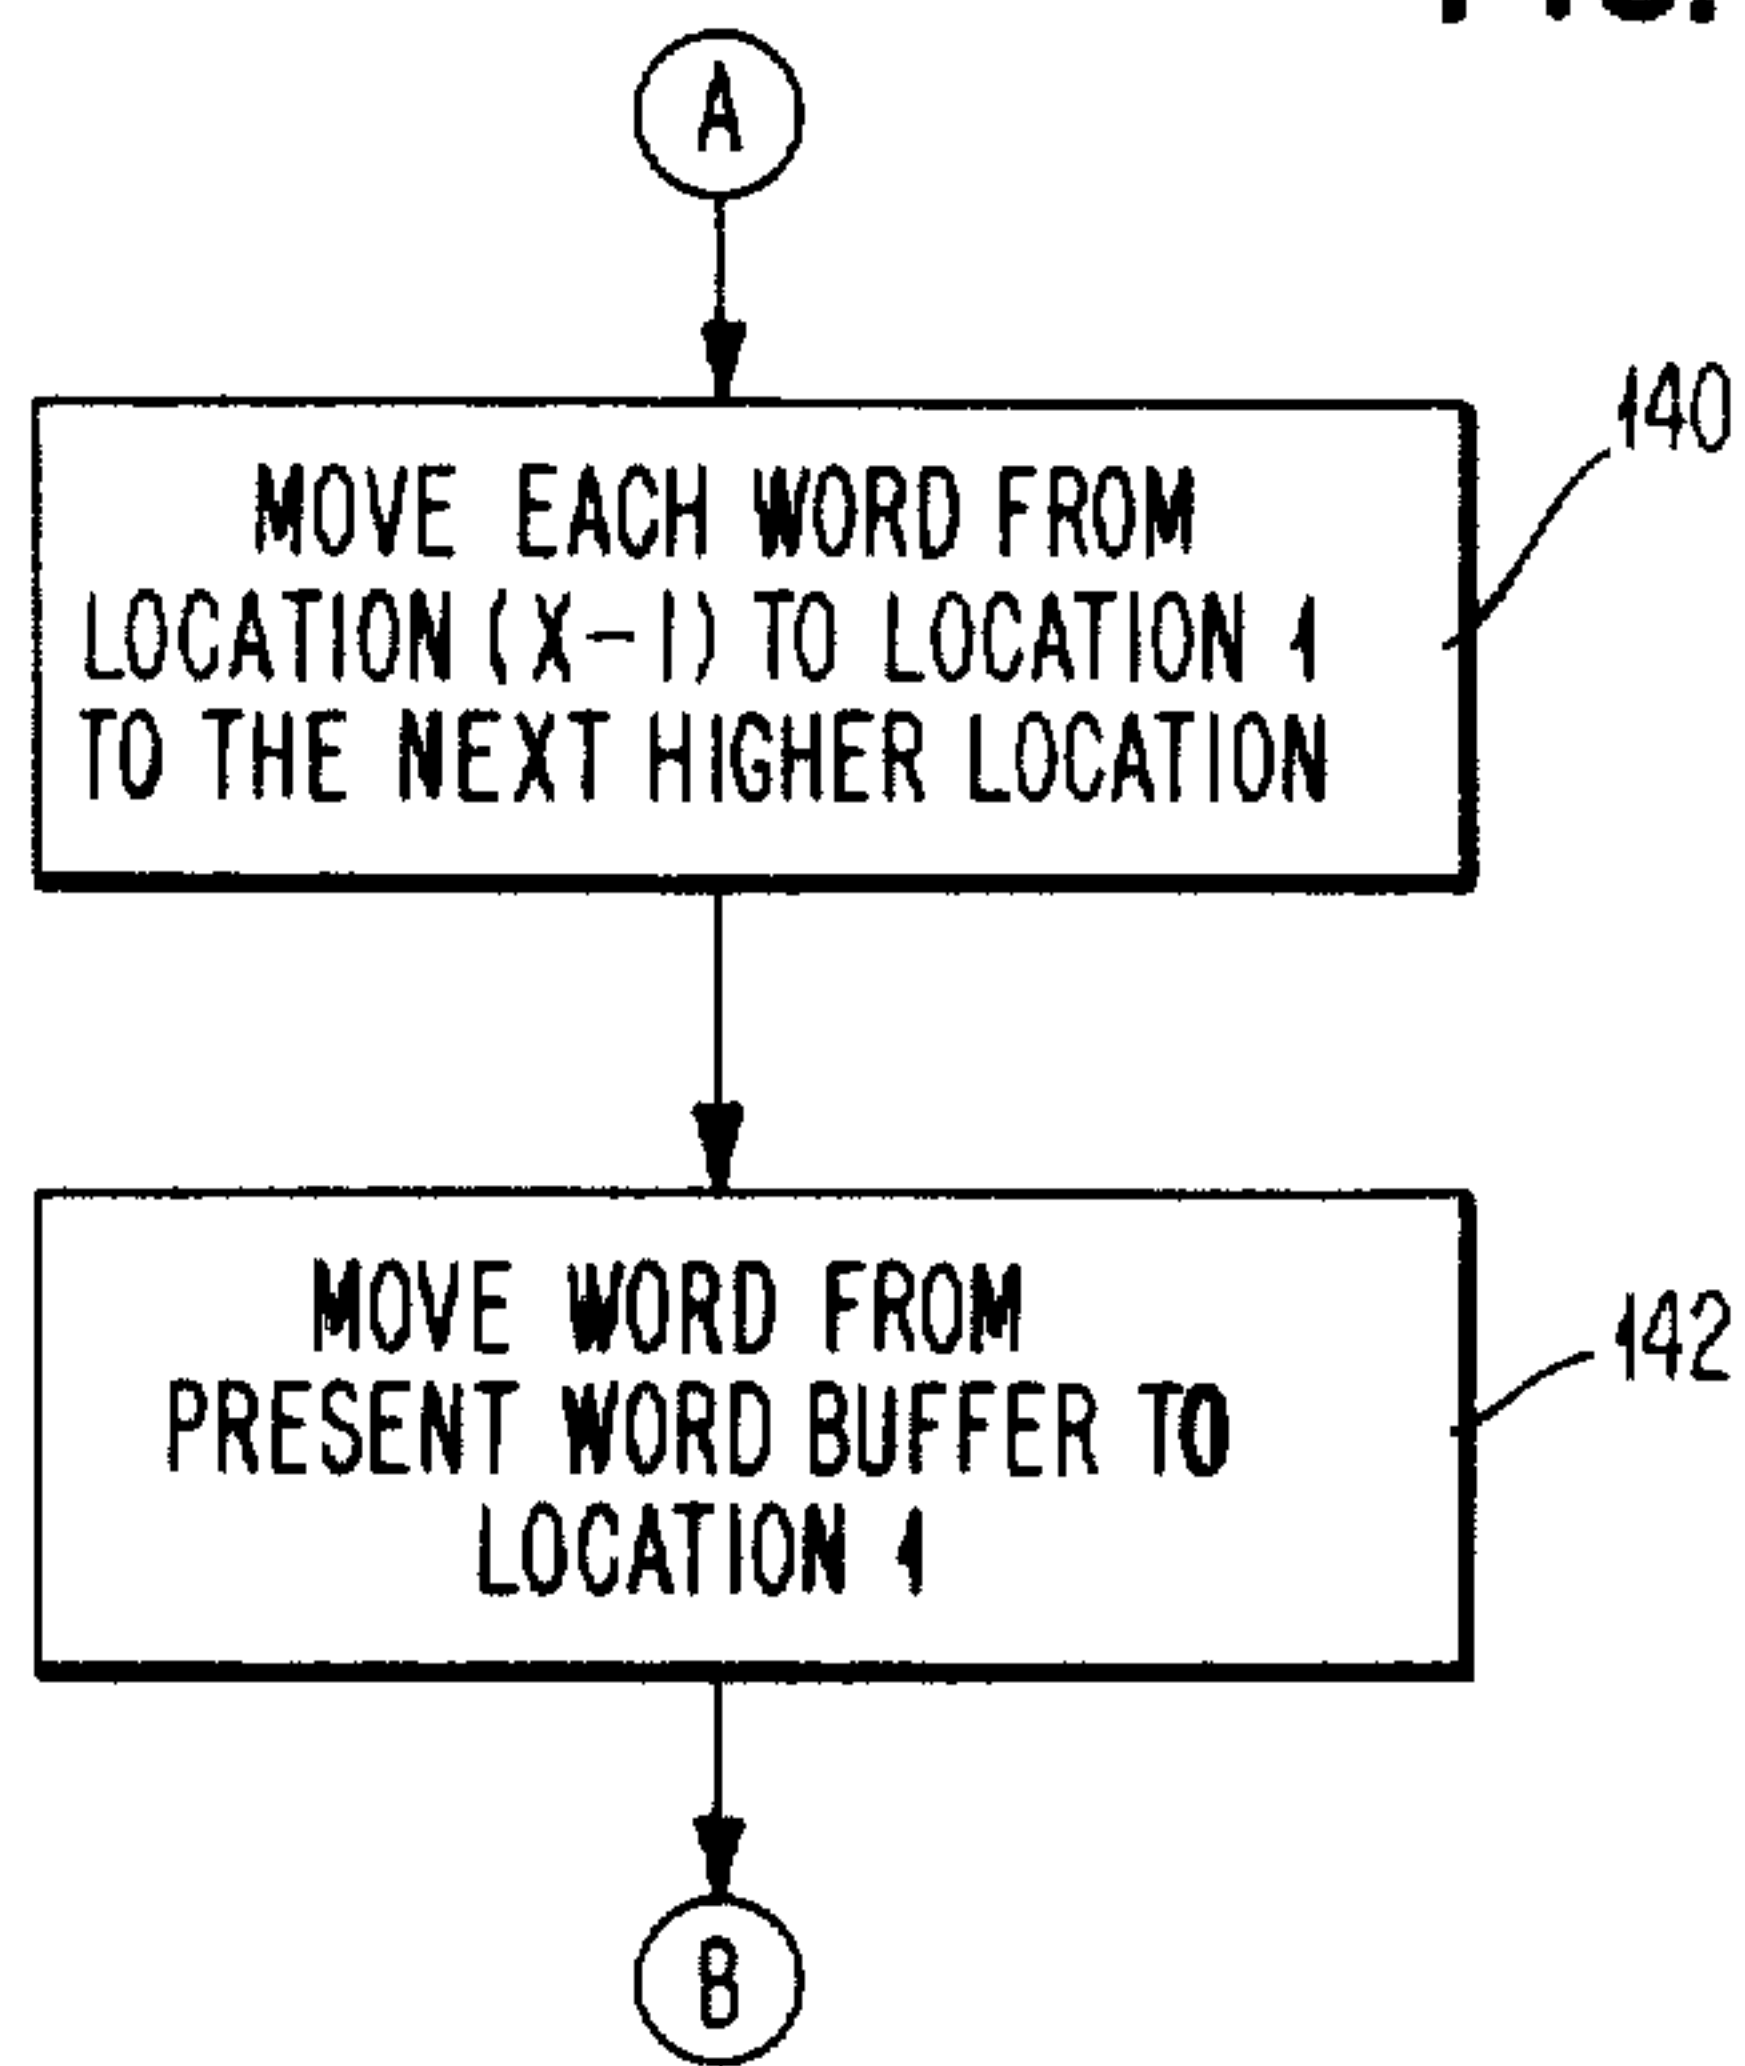 A
140
MOVE EACH WORD FROM
LOCATION (X-1) TO LOCATION 1
TO THE NEXT HIGHER LOCATION
142
MOVE WORD FROM
PRESENT WORD BUFFER TO
LOCATION 1
B